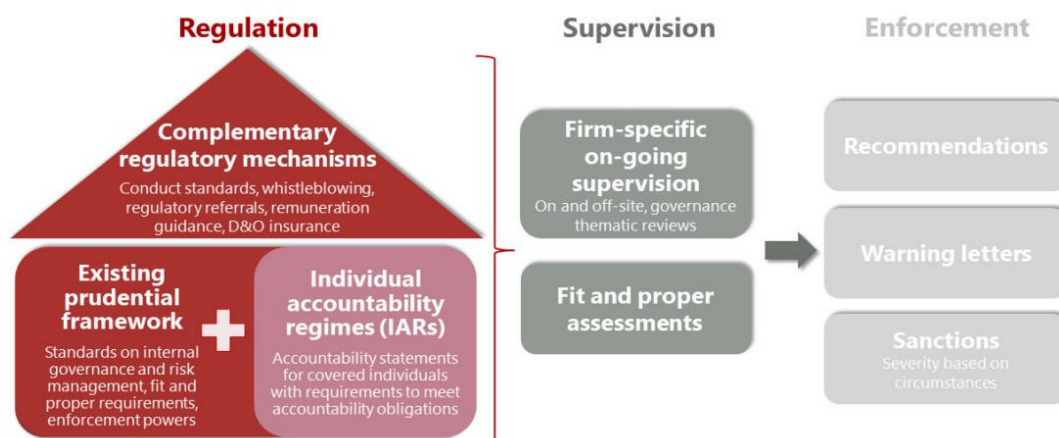 Regulation
Complementary
regulatory mechanisms
Conduct standards, whistleblowing,
regulatory referrals, remuneration
guidance, D&O insurance
Existing
prudential
framework
Standards on internal
governance and risk
management, fit and
proper requirements,
enforcement powers
+
Individual
accountability
regimes (IARs)
Accountability statements
for covered individuals
with requirements to meet
accountability obligations
Supervision
Firm-specific
on-going
supervision
On and off-site, governance
thematic reviews
Fit and proper
assessments
Enforcement
Recommendations
Warning letters
Sanctions
Severity based on
circumstances